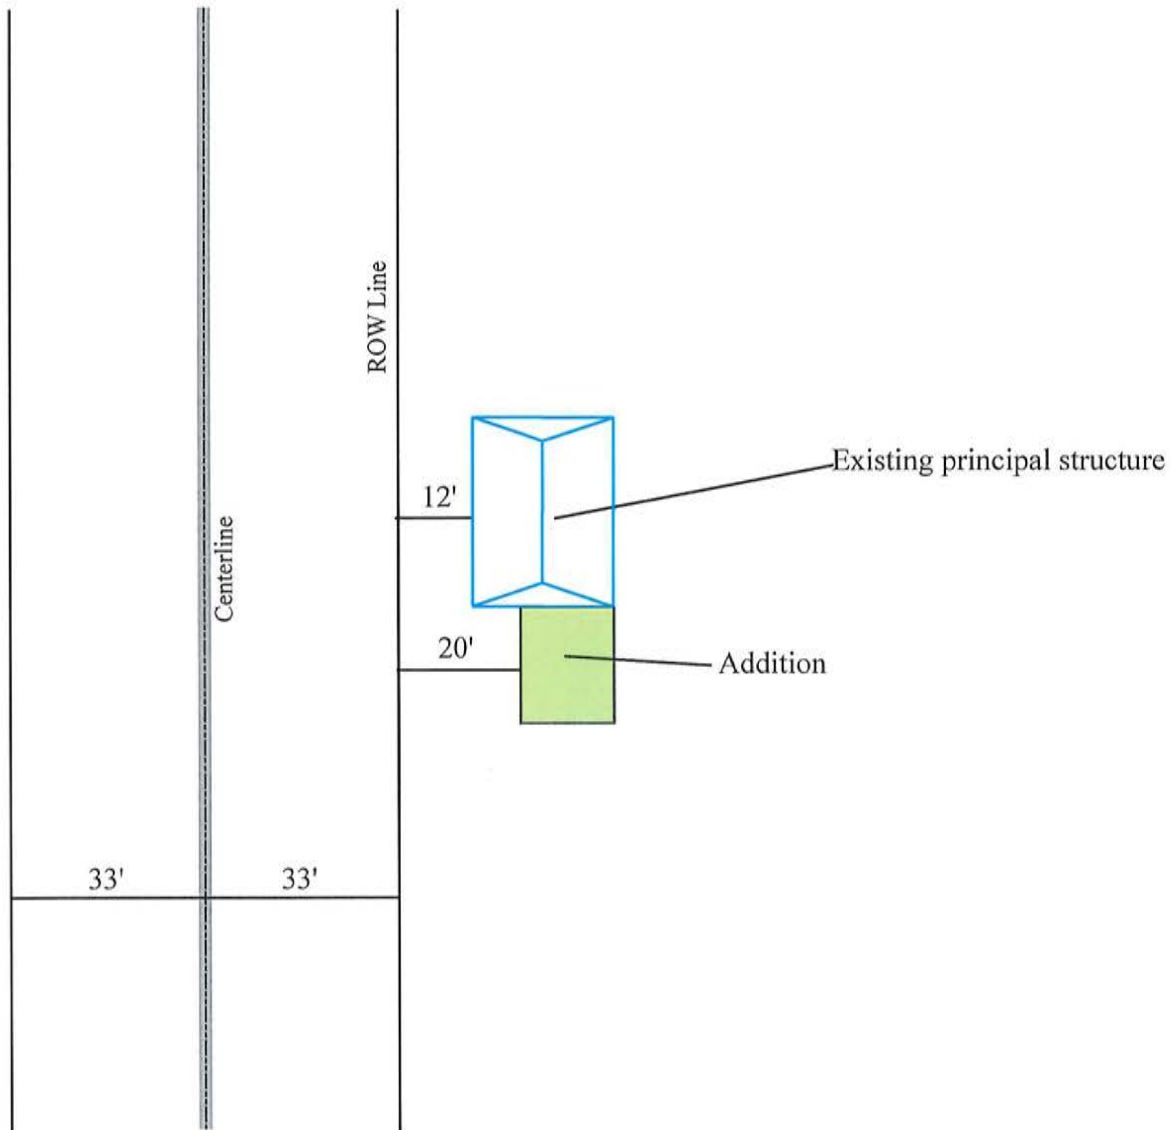 ROW Line
Existing principal structure
12'
Centerline
20'
Addition
33'
33'